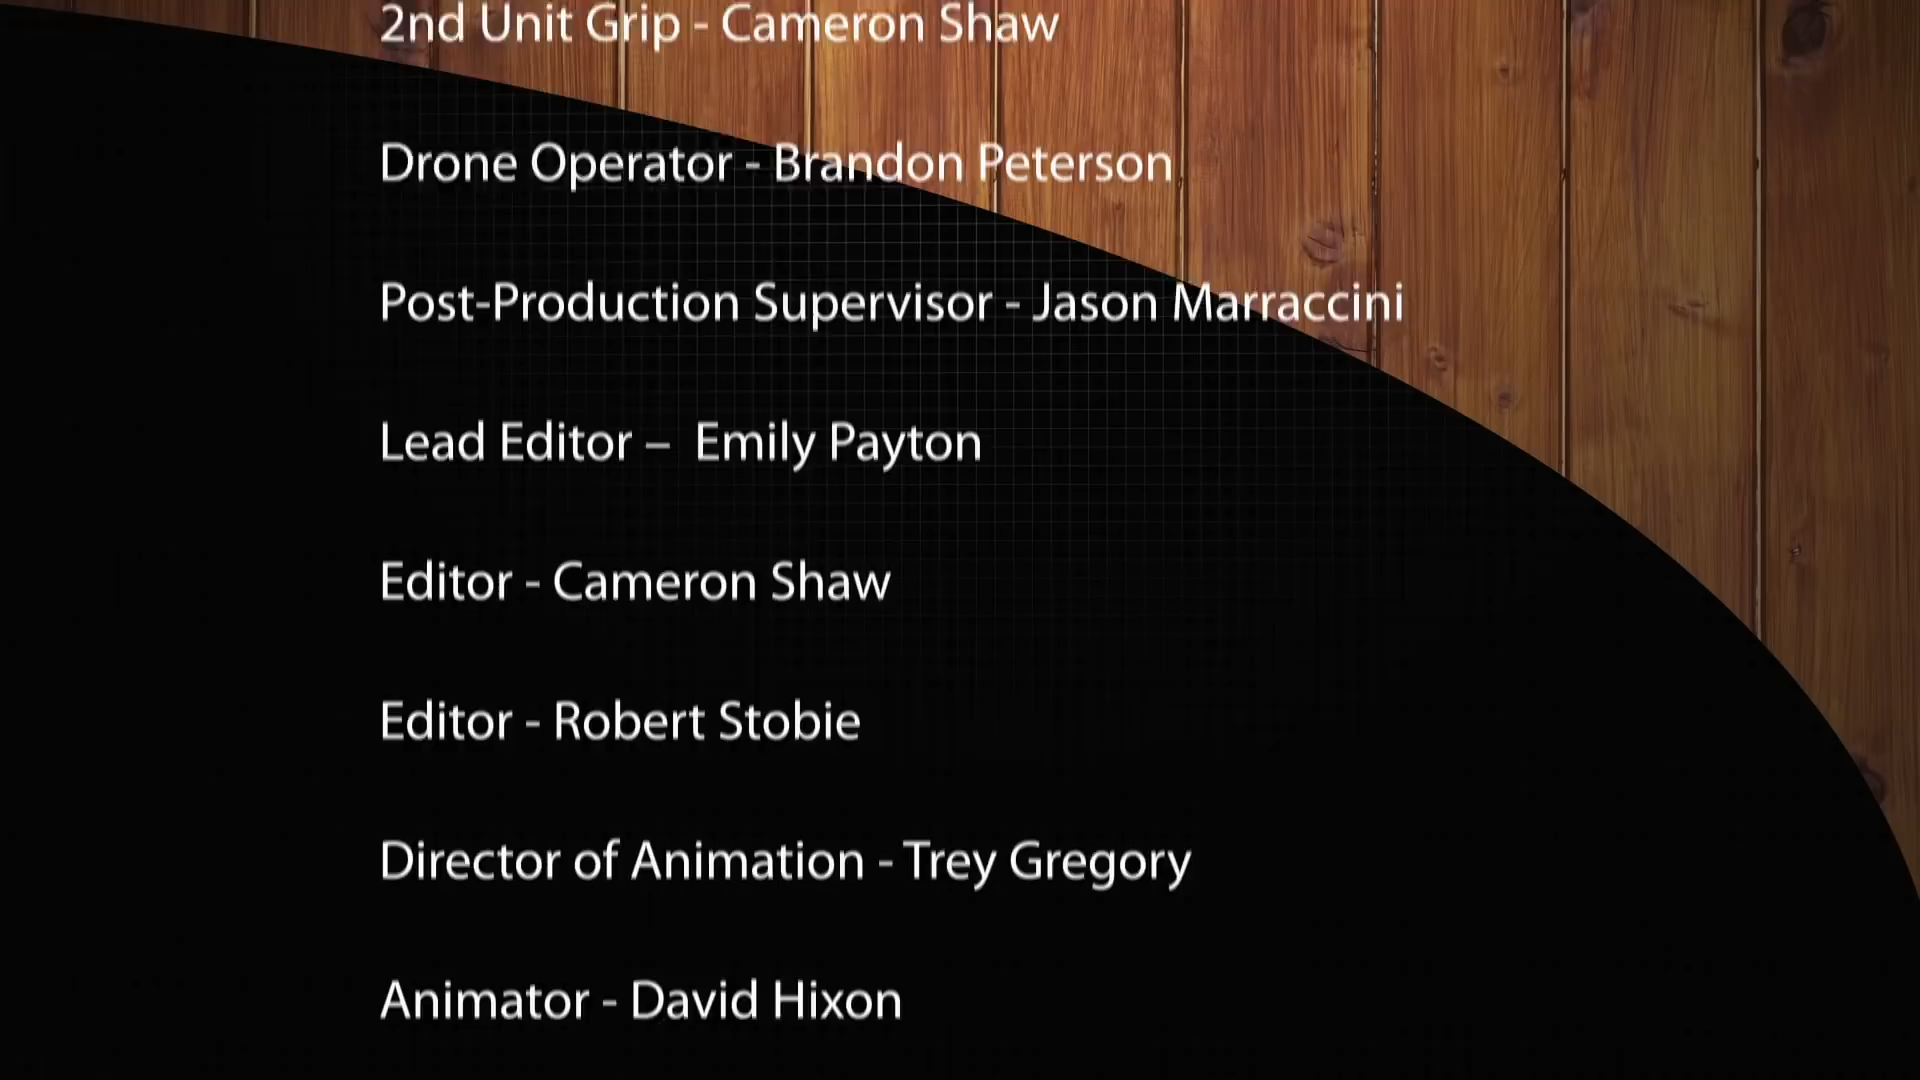 2nd Unit Grip - Cameron Shaw
Drone Operator - Brandon Peterson
Post-Production Supervisor - Jason Marraccini
Lead Editor –  Emily Payton
Editor - Cameron Shaw
Editor - Robert Stobie
Director of Animation - Trey Gregory
Animator - David Hixon